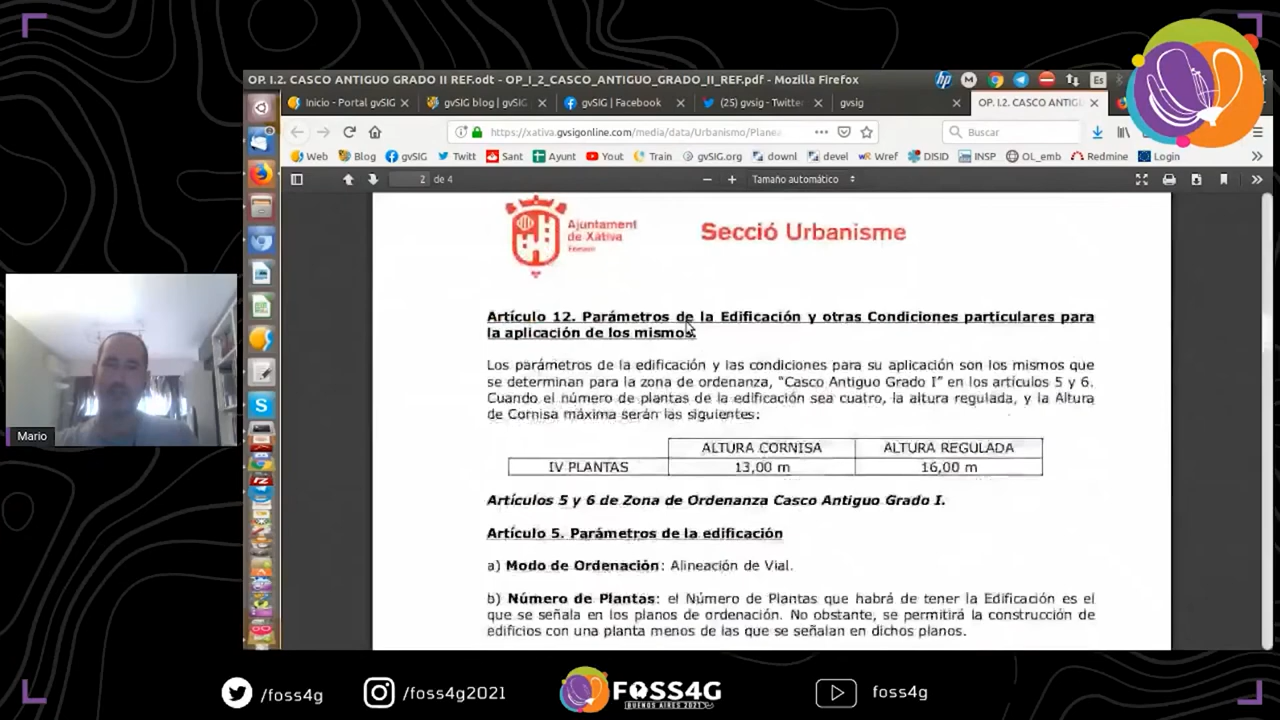 OP. I.2. CASCO ANTIGUO GRADO II REF.odt - OP_I_2_CASCO_ANTIGUO_GRADO_II_REF.pdf - Mozilla Firefox
Es
Inicio - Portal gvSIG
gvSIG blog | gvSIG
gvSIG | Facebook
(25) gvsig - Twitter
gvsig
OP. I.2. CASCO ANTIG
https://xativa.gvsigonline.com/media/data/Urbanismo/Plane
Buscar
Web Blog gvSIG Twitt Sant Ayunt Yout Train gvSIG.org downl devel Wref DISID INSP OL_emb Redmine Login
2 de 4
Tamaño automático
Ajuntament
de Xàtiva
Secció Urbanisme
Artículo 12. Parámetros de la Edificación y otras Condiciones particulares para
la aplicación de los mismos.
Los parámetros de la edificación y las condiciones para su aplicación son los mismos que
se determinan para la zona de ordenanza, "Casco Antiguo Grado I" en los artículos 5 y 6.
Cuando el número de plantas de la edificación sea cuatro, la altura regulada, y la Altura
de Cornisa máxima serán las siguientes:
ALTURA CORNISA ALTURA REGULADA
IV PLANTAS 13,00 m 16,00 m
Artículos 5 y 6 de Zona de Ordenanza Casco Antiguo Grado I.
Artículo 5. Parámetros de la edificación
a) Modo de Ordenación: Alineación de Vial.
b) Número de Plantas: el Número de Plantas que habrá de tener la Edificación es el
que se señala en los planos de ordenación. No obstante, se permitirá la construcción de
edificios con una planta menos de las que se señalan en dichos planos.
Mario
/foss4g
/foss4g2021
FOSS4G
BUENOS AIRES 2021
foss4g